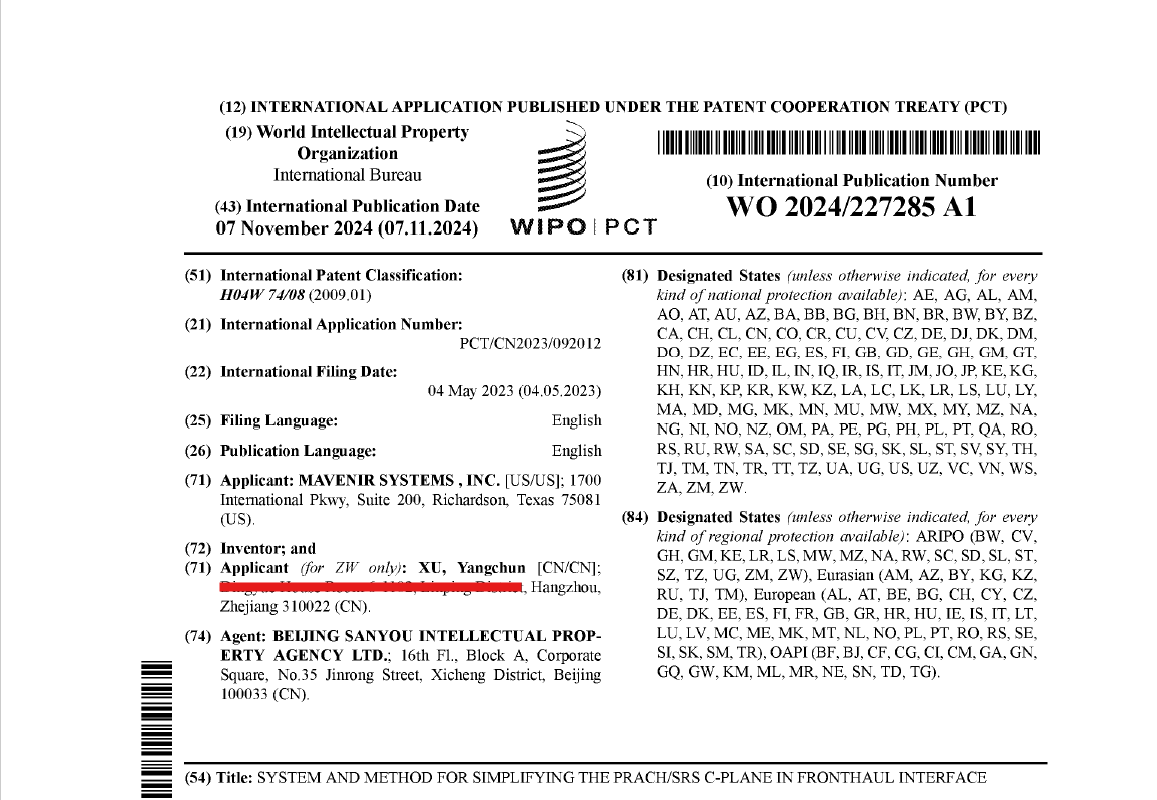 (12) INTERNATIONAL APPLICATION PUBLISHED UNDER THE PATENT COOPERATION TREATY (PCT)
(19) World Intellectual Property
Organization
International Bureau
(43) International Publication Date
07 November 2024 (07.11.2024)
WIPO | PCT
(10) International Publication Number
WO 2024/227285 A1
(51) International Patent Classification:
H04W 74/08 (2009.01)
(21) International Application Number:
PCT/CN2023/092012
(22) International Filing Date:
04 May 2023 (04.05.2023)
(25) Filing Language: English
(26) Publication Language: English
(71) Applicant: MAVENIR SYSTEMS , INC. [US/US]; 1700
International Pkwy, Suite 200, Richardson, Texas 75081
(US).
(72) Inventor; and
(71) Applicant (for ZW only): XU, Yangchun [CN/CN];
, Hangzhou,
Zhejiang 310022 (CN).
(74) Agent: BEIJING SANYOU INTELLECTUAL PROP-
ERTY AGENCY LTD.; 16th Fl., Block A, Corporate
Square, No.35 Jinrong Street, Xicheng District, Beijing
100033 (CN).
(81) Designated States (unless otherwise indicated, for every
kind of national protection available): AE, AG, AL, AM,
AO, AT, AU, AZ, BA, BB, BG, BH, BN, BR, BW, BY, BZ,
CA, CH, CL, CN, CO, CR, CU, CV, CZ, DE, DJ, DK, DM,
DO, DZ, EC, EE, EG, ES, FI, GB, GD, GE, GH, GM, GT,
HN, HR, HU, ID, IL, IN, IQ, IR, IS, IT, JM, JO, JP, KE, KG,
KH, KN, KP, KR, KW, KZ, LA, LC, LK, LR, LS, LU, LY,
MA, MD, MG, MK, MN, MU, MW, MX, MY, MZ, NA,
NG, NI, NO, NZ, OM, PA, PE, PG, PH, PL, PT, QA, RO,
RS, RU, RW, SA, SC, SD, SE, SG, SK, SL, ST, SV, SY, TH,
TJ, TM, TN, TR, TT, TZ, UA, UG, US, UZ, VC, VN, WS,
ZA, ZM, ZW.
(84) Designated States (unless otherwise indicated, for every
kind of regional protection available): ARIPO (BW, CV,
GH, GM, KE, LR, LS, MW, MZ, NA, RW, SC, SD, SL, ST,
SZ, TZ, UG, ZM, ZW), Eurasian (AM, AZ, BY, KG, KZ,
RU, TJ, TM), European (AL, AT, BE, BG, CH, CY, CZ,
DE, DK, EE, ES, FI, FR, GB, GR, HR, HU, IE, IS, IT, LT,
LU, LV, MC, ME, MK, MT, NL, NO, PL, PT, RO, RS, SE,
SI, SK, SM, TR), OAPI (BF, BJ, CF, CG, CI, CM, GA, GN,
GQ, GW, KM, ML, MR, NE, SN, TD, TG).
(54) Title: SYSTEM AND METHOD FOR SIMPLIFYING THE PRACH/SRS C-PLANE IN FRONTHAUL INTERFACE